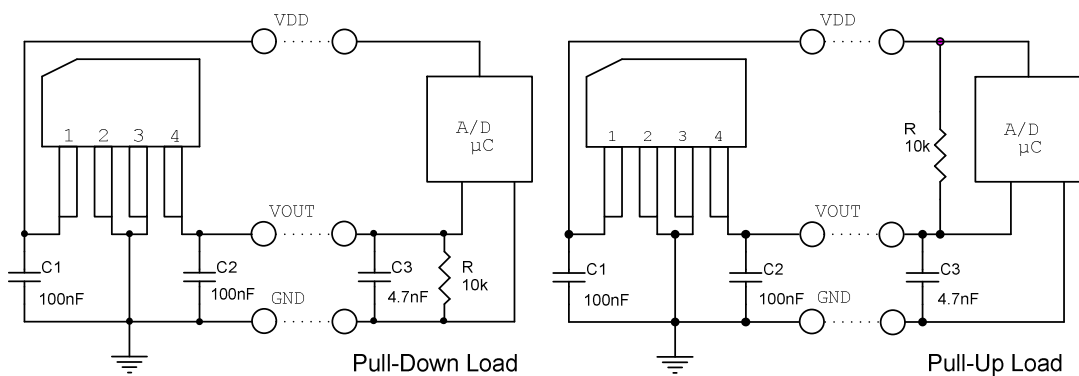 VDD
1 2 3 4
A/D
µC
VOUT
C1
100nF
C2
100nF
C3
4.7nF
R
10k
GND
Pull-Down Load
VDD
1 2 3 4
R
10k
A/D
µC
VOUT
C1
100nF
C2
100nF
C3
4.7nF
GND
Pull-Up Load